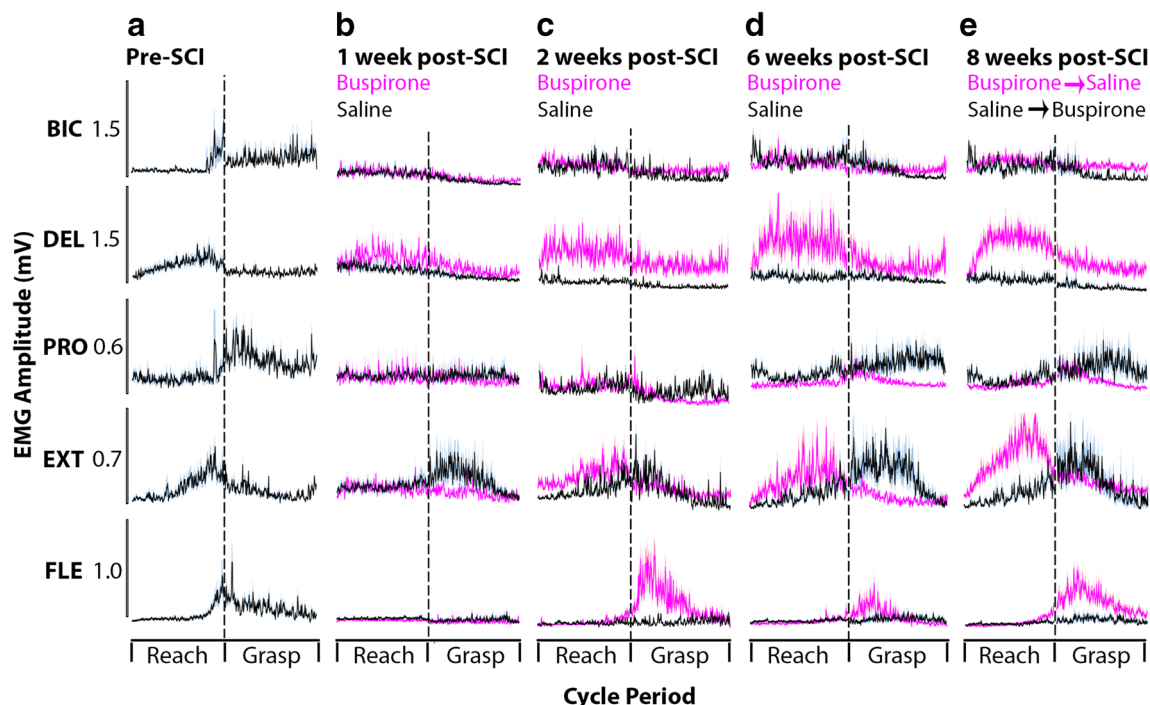 a
b
c
d
e
Pre-SCI
1 week post-SCI
2 weeks post-SCI
6 weeks post-SCI
8 weeks post-SCI
Buspirone
Buspirone
Buspirone
Buspirone → Saline
Saline
Saline
Saline
Saline → Buspirone
EMG Amplitude (mV)
BIC 1.5
DEL 1.5
PRO 0.6
EXT 0.7
FLE 1.0
Reach Grasp
Reach Grasp
Reach Grasp
Reach Grasp
Reach Grasp
Cycle Period